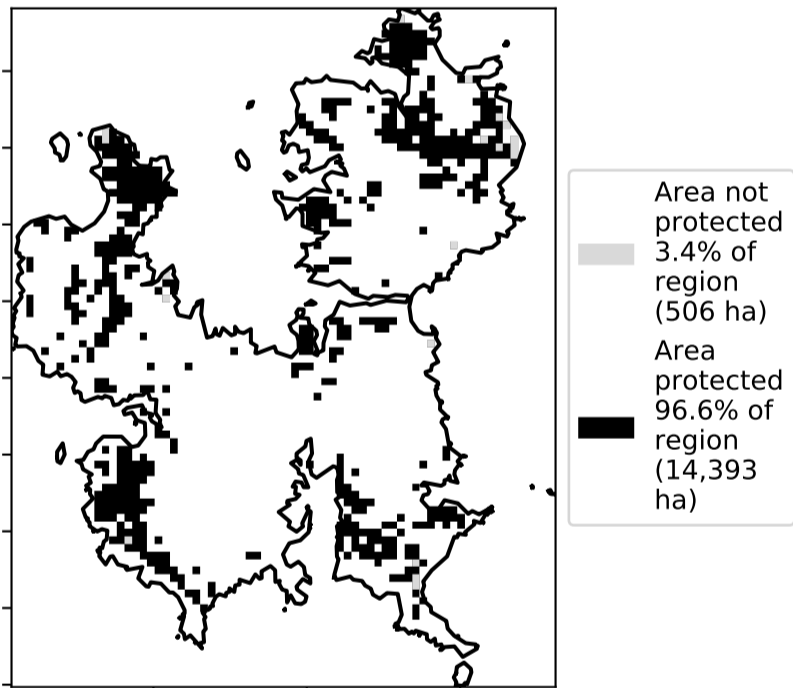 Area not
protected
3.4% of
region
(506 ha)
Area
protected
96.6% of
region
(14,393
ha)